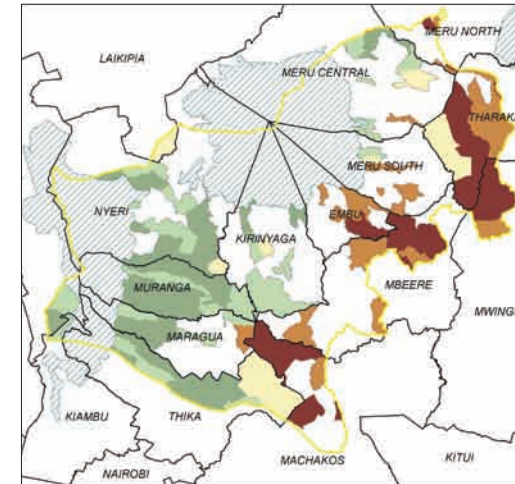 MERU NORTH
LAIKIPIA
MERU CENTRAL
THARAKA
MERU SOUTH
NYERI
EMBU
KIRINYAGA
MURANGA
MBEERE
MWINGI
MARAGUA
KIAMBU
THIKA
KITUI
MACHAKOS
NAIROBI